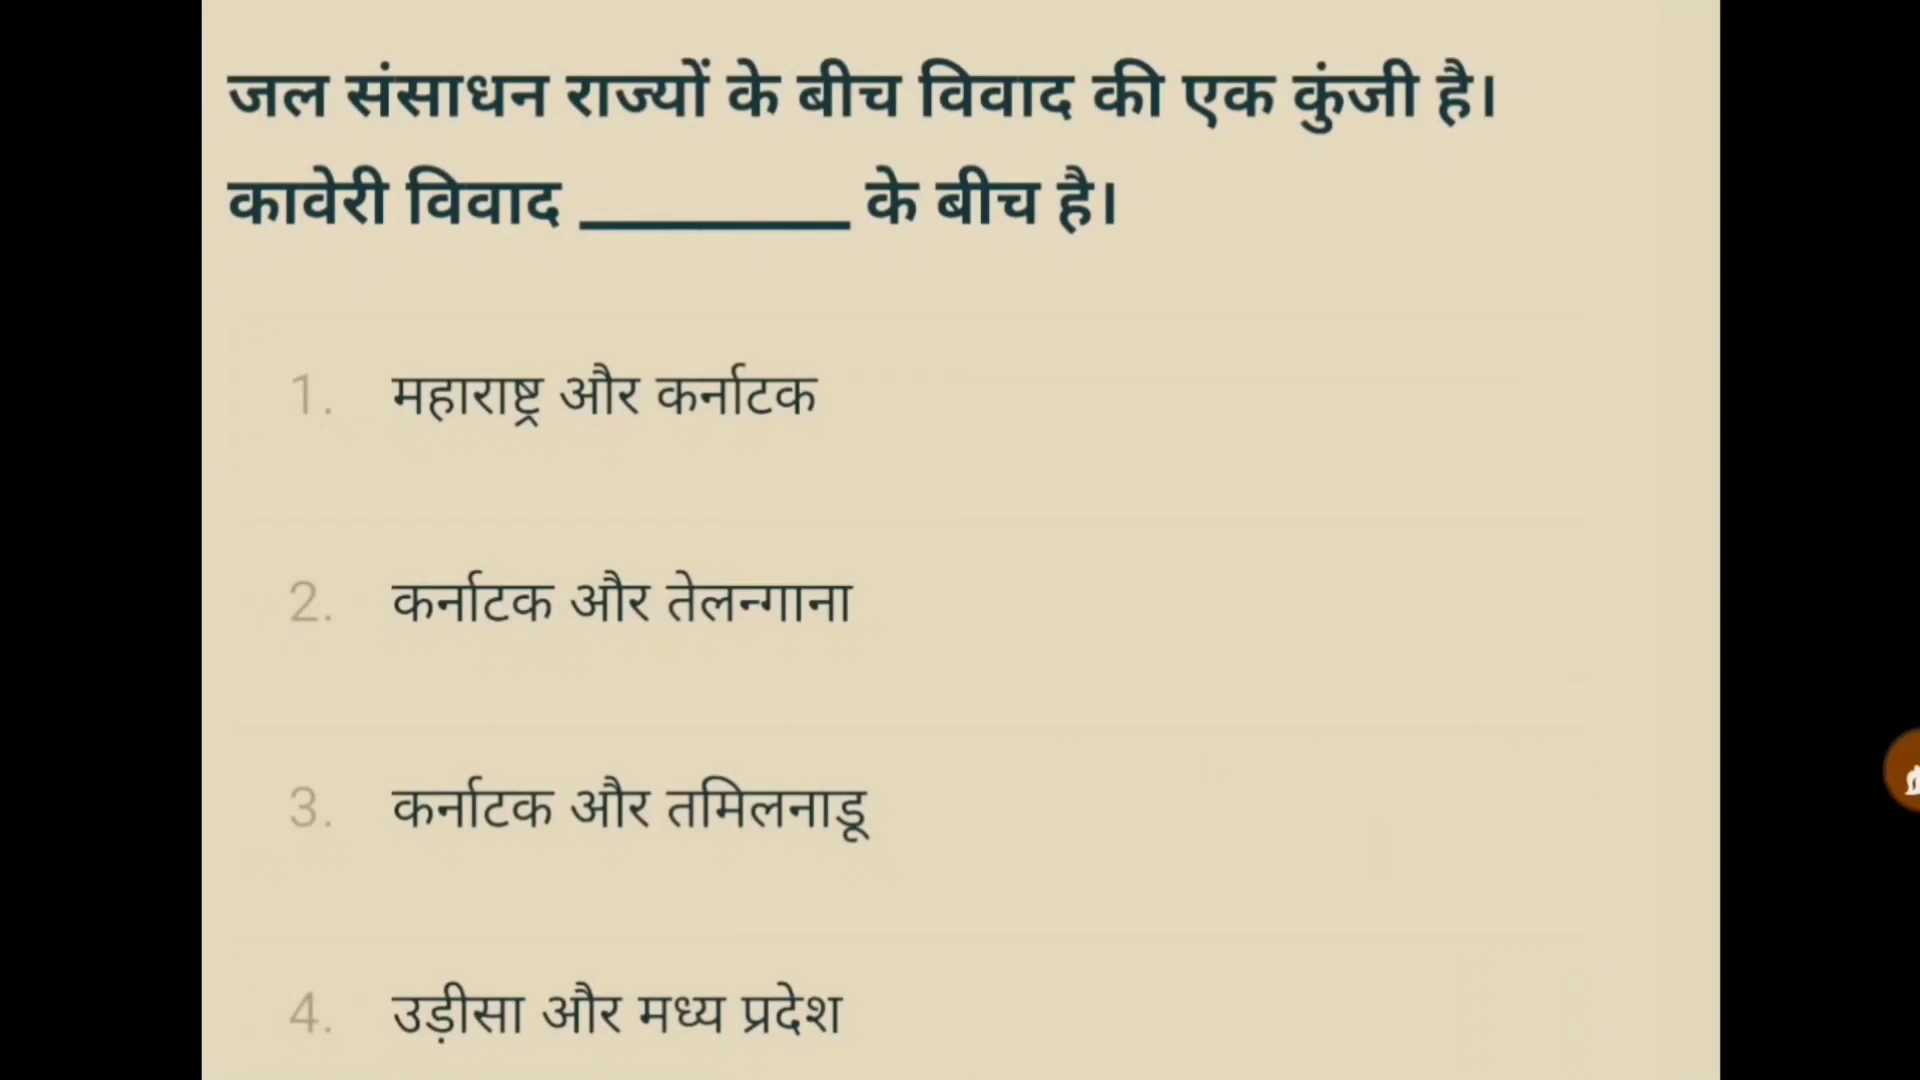 जल संसाधन राज्यों के बीच विवाद की एक कुंजी है।
कावेरी विवाद ________ के बीच है।
1. महाराष्ट्र और कर्नाटक
2. कर्नाटक और तेलन्गाना
3. कर्नाटक और तमिलनाडू
4. उड़ीसा और मध्य प्रदेश